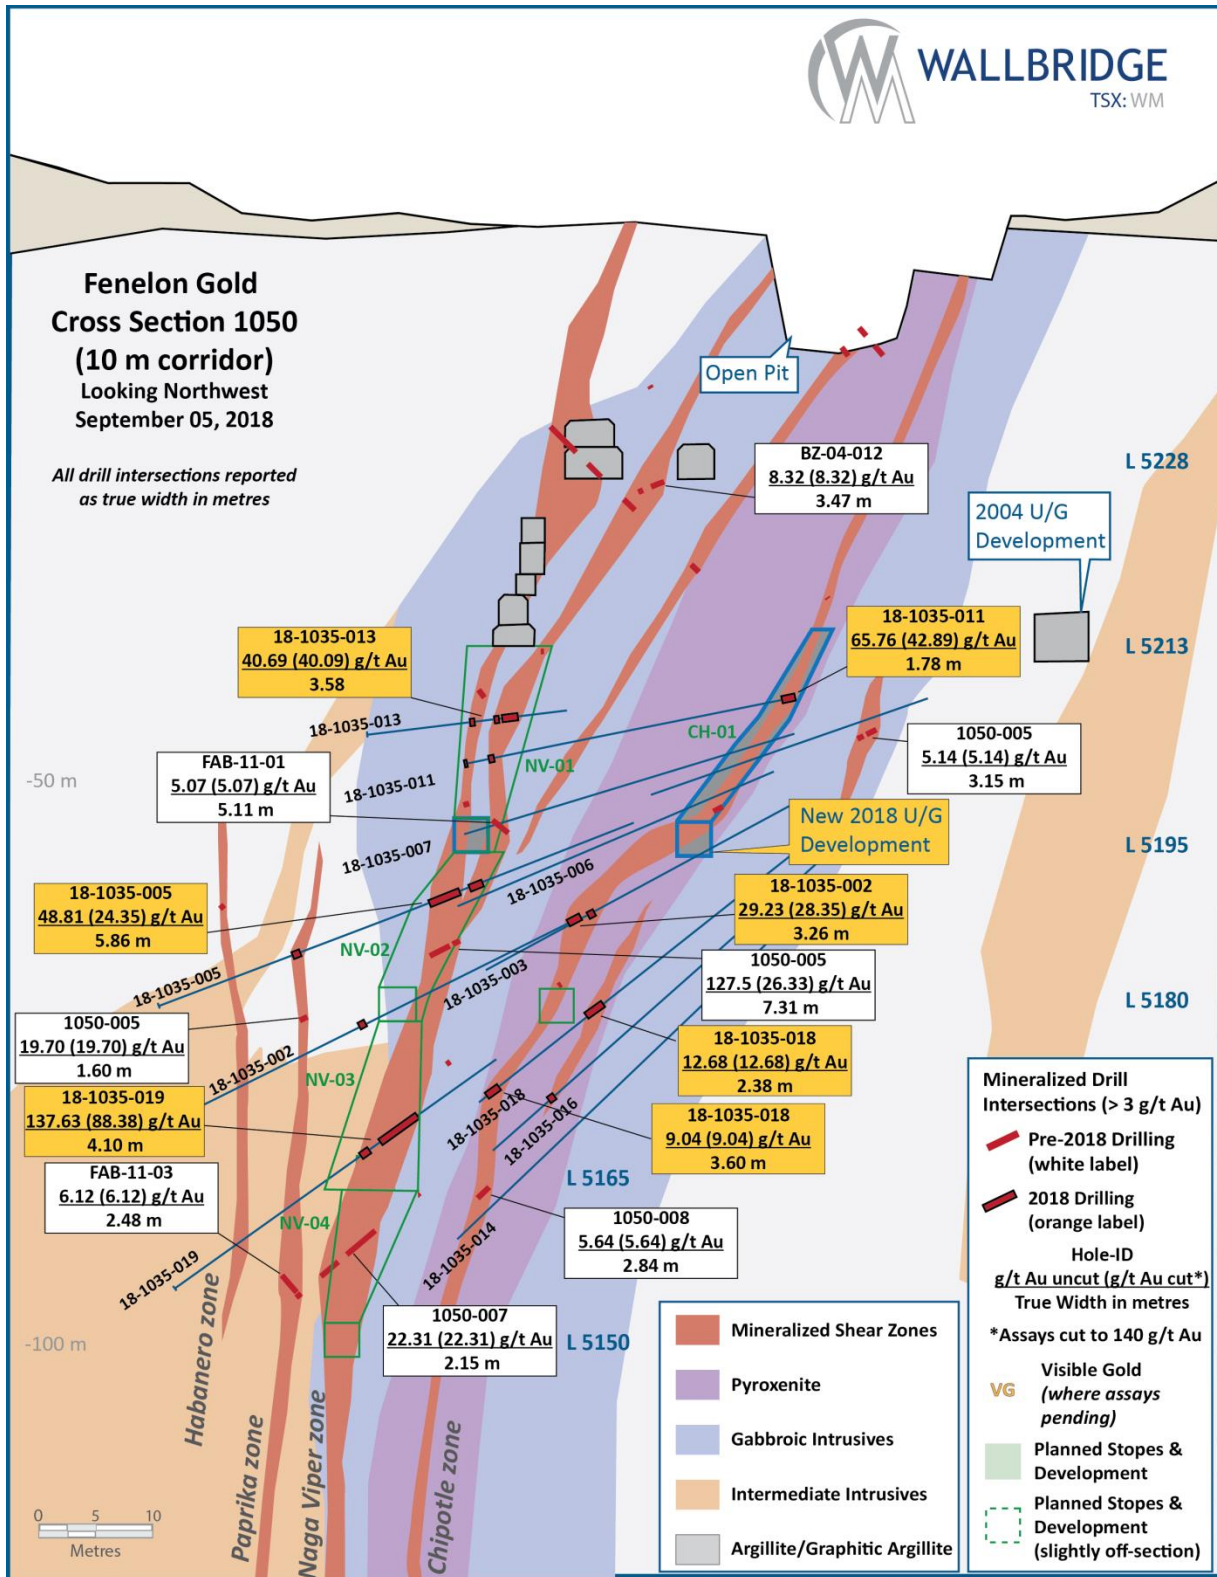 WALLBRIDGE
TSX: WM
Fenelon Gold
Cross Section 1050
(10 m corridor)
Looking Northwest
September 05, 2018
All drill intersections reported
as true width in metres
Open Pit
BZ-04-012
8.32 (8.32) g/t Au
3.47 m
L 5228
2004 U/G
Development
18-1035-013
40.69 (40.09) g/t Au
3.58
18-1035-011
65.76 (42.89) g/t Au
1.78 m
L 5213
18-1035-013
CH-01
1050-005
5.14 (5.14) g/t Au
3.15 m
FAB-11-01
5.07 (5.07) g/t Au
5.11 m
NV-01
-50 m
18-1035-011
New 2018 U/G
Development
18-1035-007
L 5195
18-1035-006
18-1035-005
48.81 (24.35) g/t Au
5.86 m
18-1035-002
29.23 (28.35) g/t Au
3.26 m
NV-02
18-1035-005
18-1035-003
1050-005
127.5 (26.33) g/t Au
7.31 m
L 5180
1050-005
19.70 (19.70) g/t Au
1.60 m
18-1035-002
NV-03
18-1035-018
12.68 (12.68) g/t Au
2.38 m
18-1035-019
137.63 (88.38) g/t Au
4.10 m
18-1035-018
18-1035-016
18-1035-018
9.04 (9.04) g/t Au
3.60 m
FAB-11-03
6.12 (6.12) g/t Au
2.48 m
L 5165
NV-04
18-1035-014
1050-008
5.64 (5.64) g/t Au
2.84 m
18-1035-019
1050-007
22.31 (22.31) g/t Au
2.15 m
-100 m
L 5150
Habanero zone
Paprika zone
Naga Viper zone
Chipotle zone
0 5 10
Metres
Mineralized Shear Zones
Pyroxenite
Gabbroic Intrusives
Intermediate Intrusives
Argillite/Graphitic Argillite
Mineralized Drill
Intersections (> 3 g/t Au)
Pre-2018 Drilling
(white label)
2018 Drilling
(orange label)
Hole-ID
g/t Au uncut (g/t Au cut*)
True Width in metres
*Assays cut to 140 g/t Au
VG
Visible Gold
(where assays
pending)
Planned Stopes &
Development
Planned Stopes &
Development
(slightly off-section)